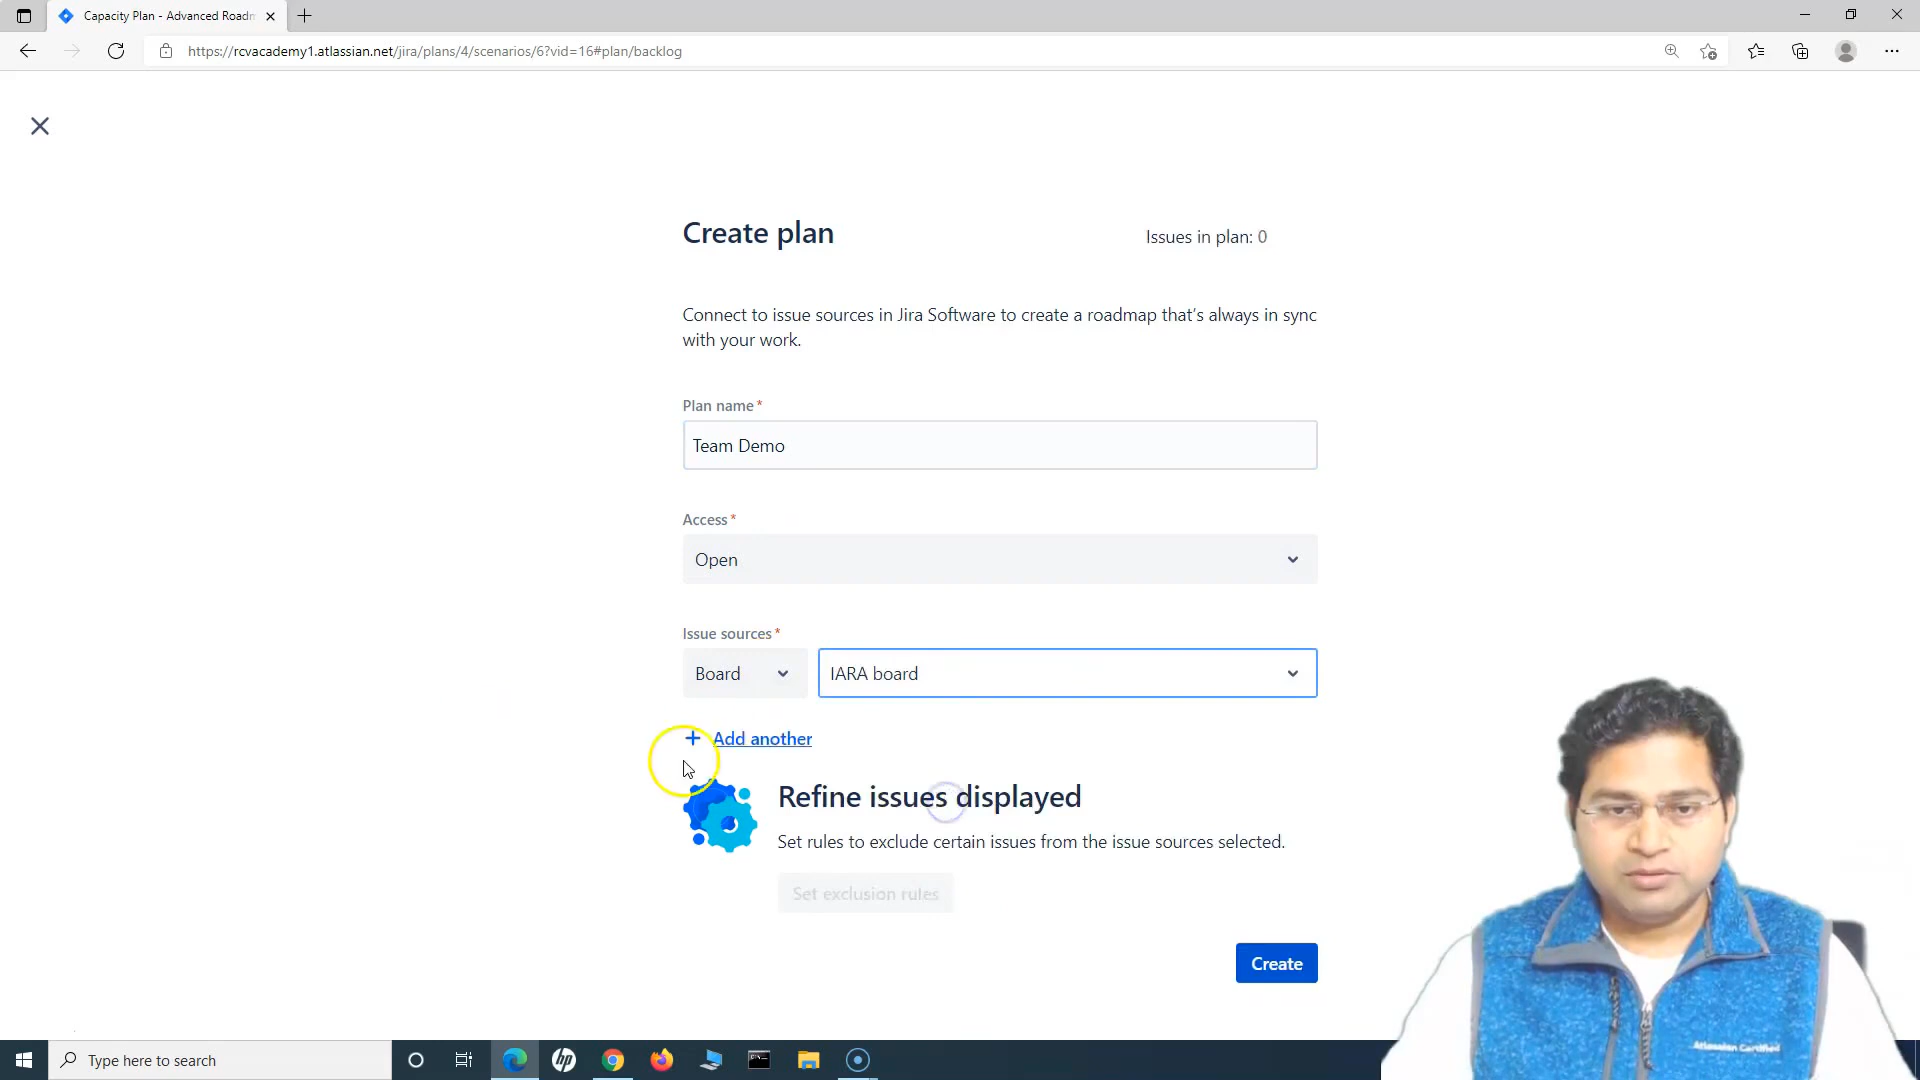 Capacity Plan - Advanced Roadm
https://rcvacademy1.atlassian.net/jira/plans/4/scenarios/6?vid=16#plan/backlog
Create plan
Issues in plan: 0
Connect to issue sources in Jira Software to create a roadmap that's always in sync
with your work.
Plan name*
Team Demo
Access*
Open
Issue sources*
Board
IARA board
+ Add another
Refine issues displayed
Set rules to exclude certain issues from the issue sources selected.
Set exclusion rules
Create
Atlassian Certified
Type here to search
hp